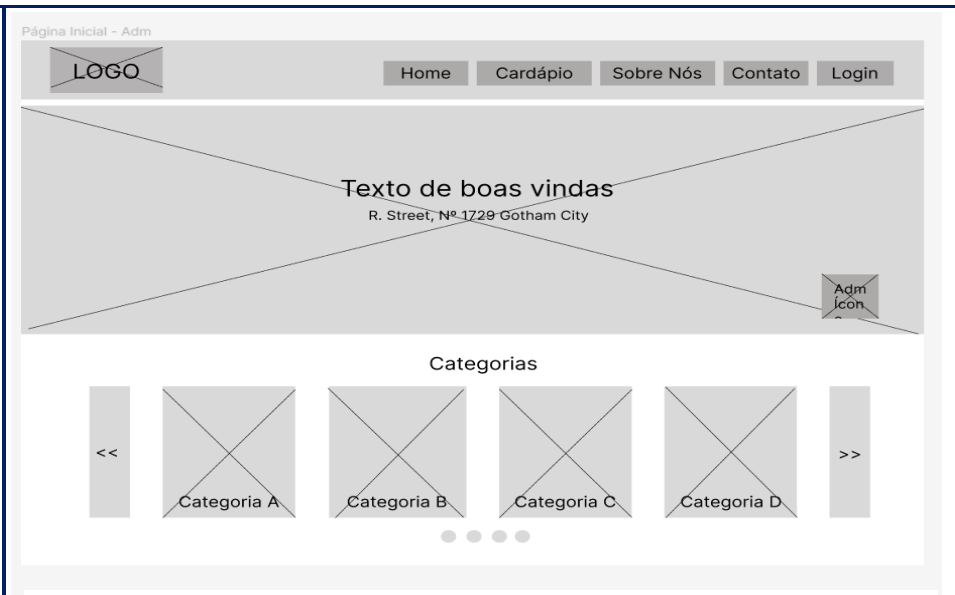 Página Inicial - Adm
LOGO
Home
Cardápio
Sobre Nós
Contato
Login
Texto de boas vindas
R. Street, Nº 1729 Gotham City
Adm
Ícon
Categorias
<<
Categoria A
Categoria B
Categoria C
Categoria D
>>